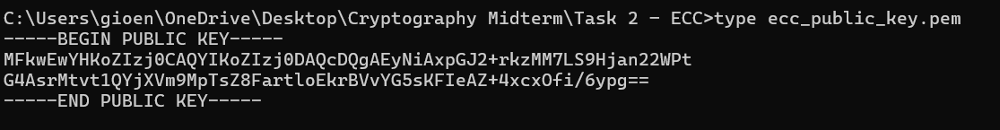 C:\Users\gioen\OneDrive\Desktop\Cryptography Midterm\Task 2 - ECC>type ecc_public_key.pem
-----BEGIN PUBLIC KEY-----
MFkwEwYHKoZIzj0CAQYIKoZIzj0DAQcDQgAEyNiAxpGJ2+rkzMM7LS9Hjan22WPt
G4AsrMtvt1QYjXVm9MpTsZ8FartloEkrBVvYG5sKFIeAZ+4xcxOfi/6ypg==
-----END PUBLIC KEY-----